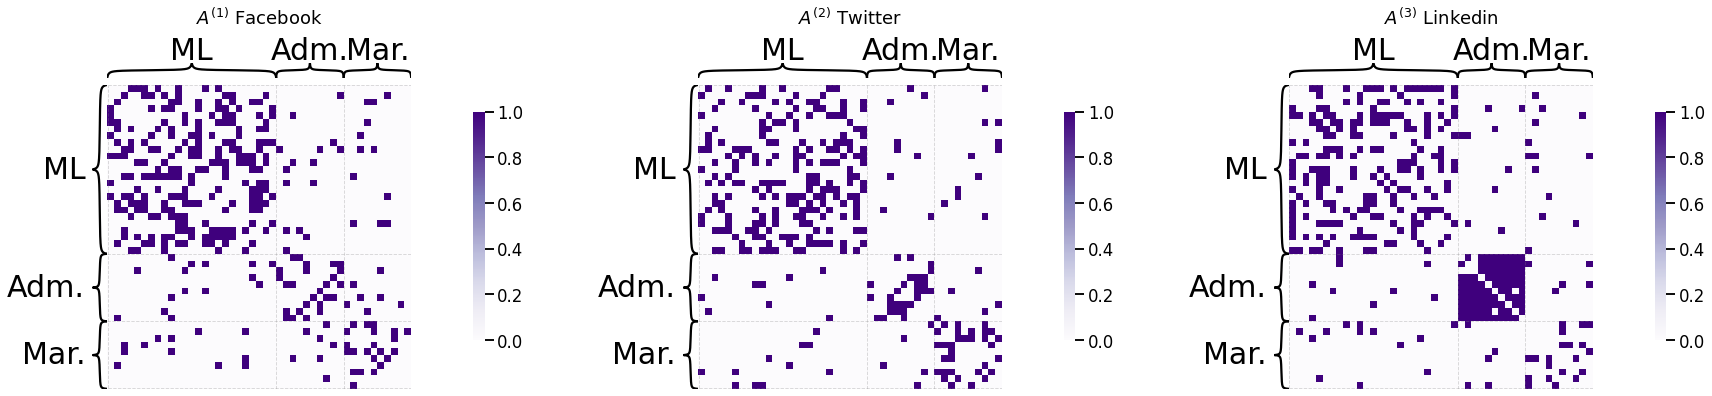 A⁽¹⁾ Facebook
ML Adm. Mar.
ML
Adm.
Mar.
1.0
0.8
0.6
0.4
0.2
0.0
A⁽²⁾ Twitter
ML Adm. Mar.
ML
Adm.
Mar.
1.0
0.8
0.6
0.4
0.2
0.0
A⁽³⁾ Linkedin
ML Adm. Mar.
ML
Adm.
Mar.
1.0
0.8
0.6
0.4
0.2
0.0